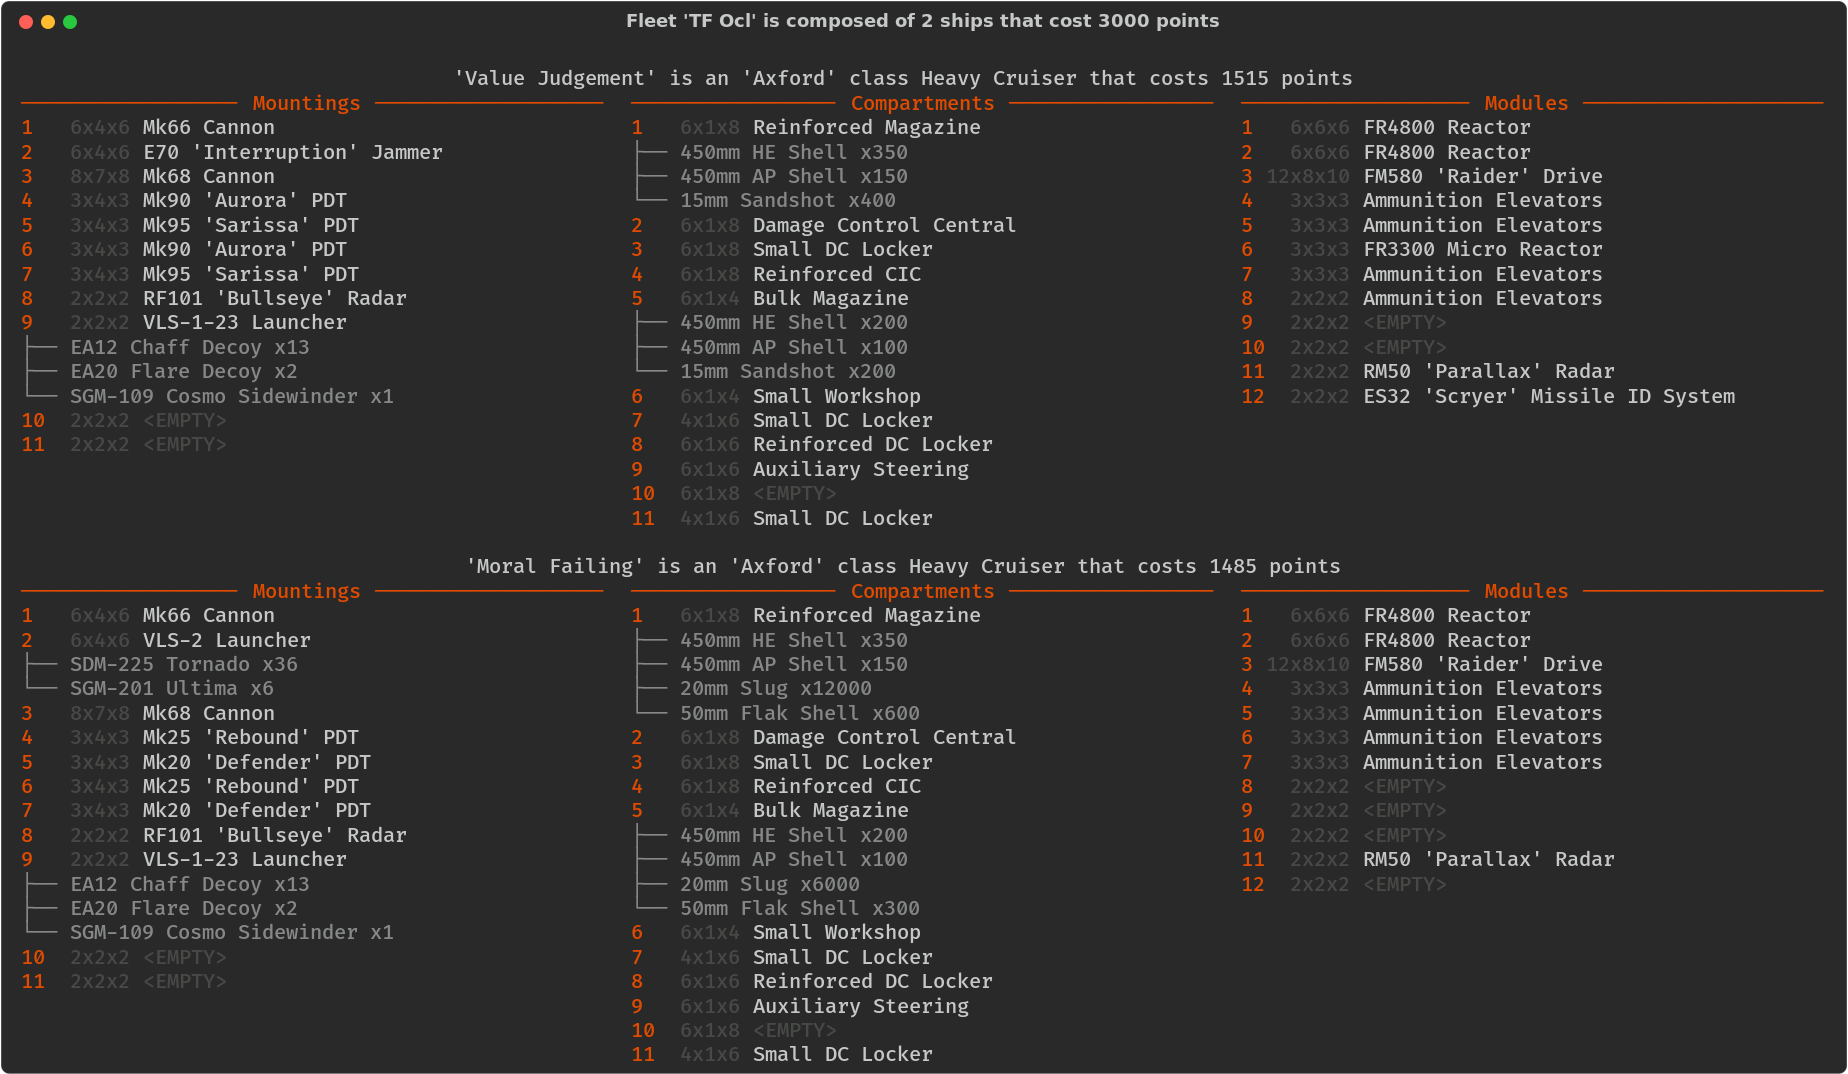 Fleet 'TF Ocl' is composed of 2 ships that cost 3000 points
'Value Judgement' is an 'Axford' class Heavy Cruiser that costs 1515 points
Mountings
1 6x4x6 Mk66 Cannon
2 6x4x6 E70 'Interruption' Jammer
3 8x7x8 Mk68 Cannon
4 3x4x3 Mk90 'Aurora' PDT
5 3x4x3 Mk95 'Sarissa' PDT
6 3x4x3 Mk90 'Aurora' PDT
7 3x4x3 Mk95 'Sarissa' PDT
8 2x2x2 RF101 'Bullseye' Radar
9 2x2x2 VLS-1-23 Launcher
EA12 Chaff Decoy x13
EA20 Flare Decoy x2
SGM-109 Cosmo Sidewinder x1
10 2x2x2 <EMPTY>
11 2x2x2 <EMPTY>
Compartments
1 6x1x8 Reinforced Magazine
450mm HE Shell x350
450mm AP Shell x150
15mm Sandshot x400
2 6x1x8 Damage Control Central
3 6x1x8 Small DC Locker
4 6x1x8 Reinforced CIC
5 6x1x4 Bulk Magazine
450mm HE Shell x200
450mm AP Shell x100
15mm Sandshot x200
6 6x1x4 Small Workshop
7 4x1x6 Small DC Locker
8 6x1x6 Reinforced DC Locker
9 6x1x6 Auxiliary Steering
10 6x1x8 <EMPTY>
11 4x1x6 Small DC Locker
Modules
1 6x6x6 FR4800 Reactor
2 6x6x6 FR4800 Reactor
3 12x8x10 FM580 'Raider' Drive
4 3x3x3 Ammunition Elevators
5 3x3x3 Ammunition Elevators
6 3x3x3 FR3300 Micro Reactor
7 3x3x3 Ammunition Elevators
8 2x2x2 Ammunition Elevators
9 2x2x2 <EMPTY>
10 2x2x2 <EMPTY>
11 2x2x2 RM50 'Parallax' Radar
12 2x2x2 ES32 'Scryer' Missile ID System
'Moral Failing' is an 'Axford' class Heavy Cruiser that costs 1485 points
Mountings
1 6x4x6 Mk66 Cannon
2 6x4x6 VLS-2 Launcher
SDM-225 Tornado x36
SGM-201 Ultima x6
3 8x7x8 Mk68 Cannon
4 3x4x3 Mk25 'Rebound' PDT
5 3x4x3 Mk20 'Defender' PDT
6 3x4x3 Mk25 'Rebound' PDT
7 3x4x3 Mk20 'Defender' PDT
8 2x2x2 RF101 'Bullseye' Radar
9 2x2x2 VLS-1-23 Launcher
EA12 Chaff Decoy x13
EA20 Flare Decoy x2
SGM-109 Cosmo Sidewinder x1
10 2x2x2 <EMPTY>
11 2x2x2 <EMPTY>
Compartments
1 6x1x8 Reinforced Magazine
450mm HE Shell x350
450mm AP Shell x150
20mm Slug x12000
50mm Flak Shell x600
2 6x1x8 Damage Control Central
3 6x1x8 Small DC Locker
4 6x1x8 Reinforced CIC
5 6x1x4 Bulk Magazine
450mm HE Shell x200
450mm AP Shell x100
20mm Slug x6000
50mm Flak Shell x300
6 6x1x4 Small Workshop
7 4x1x6 Small DC Locker
8 6x1x6 Reinforced DC Locker
9 6x1x6 Auxiliary Steering
10 6x1x8 <EMPTY>
11 4x1x6 Small DC Locker
Modules
1 6x6x6 FR4800 Reactor
2 6x6x6 FR4800 Reactor
3 12x8x10 FM580 'Raider' Drive
4 3x3x3 Ammunition Elevators
5 3x3x3 Ammunition Elevators
6 3x3x3 Ammunition Elevators
7 3x3x3 Ammunition Elevators
8 2x2x2 <EMPTY>
9 2x2x2 <EMPTY>
10 2x2x2 <EMPTY>
11 2x2x2 RM50 'Parallax' Radar
12 2x2x2 <EMPTY>